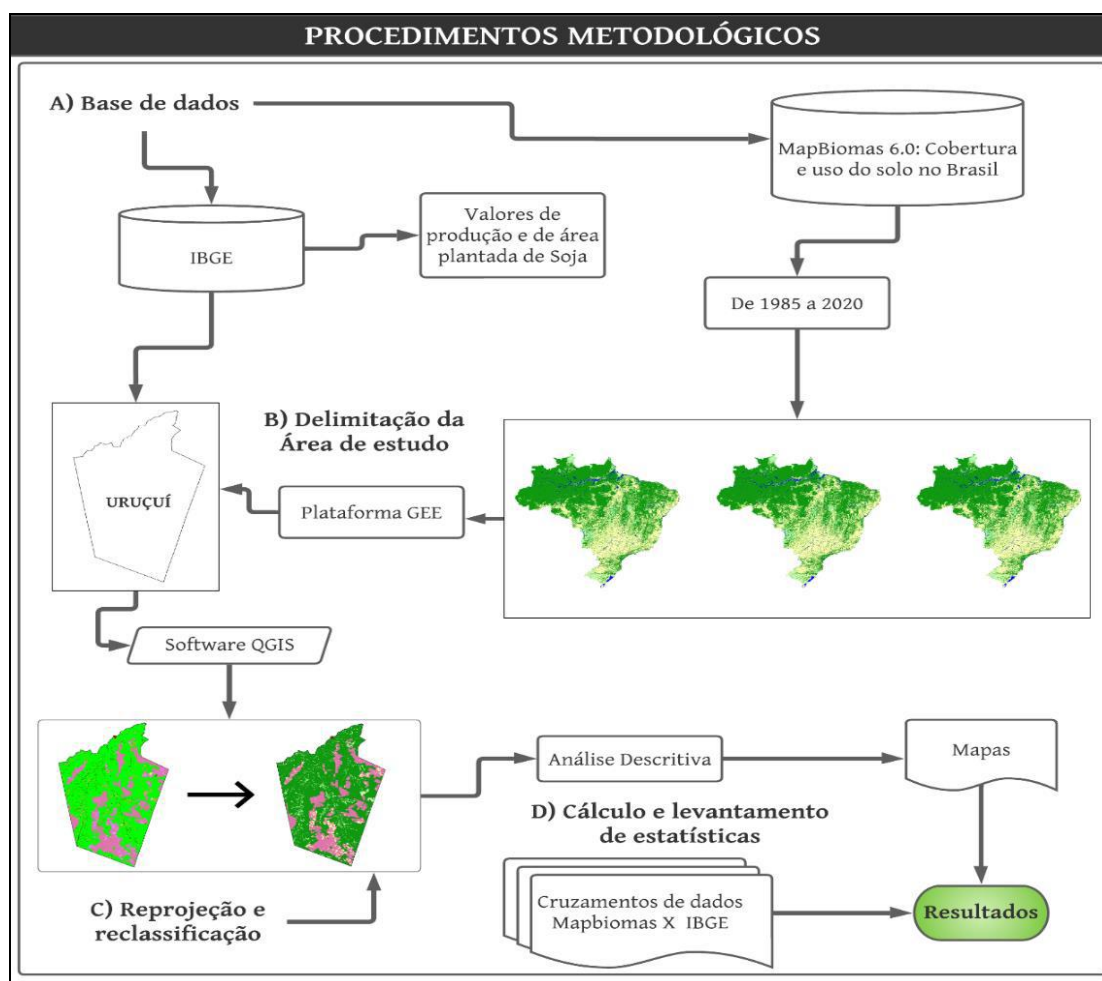 PROCEDIMENTOS METODOLÓGICOS
A) Base de dados
MapBiomas 6.0: Cobertura
e uso do solo no Brasil
IBGE
Valores de
produção e de área
plantada de Soja
De 1985 a 2020
B) Delimitação da
Área de estudo
URUÇUÍ
Plataforma GEE
Software QGIS
Análise Descritiva
Mapas
D) Cálculo e levantamento
de estatísticas
C) Reprojeção e
reclassificação
Cruzamentos de dados
Mapbiomas X IBGE
Resultados